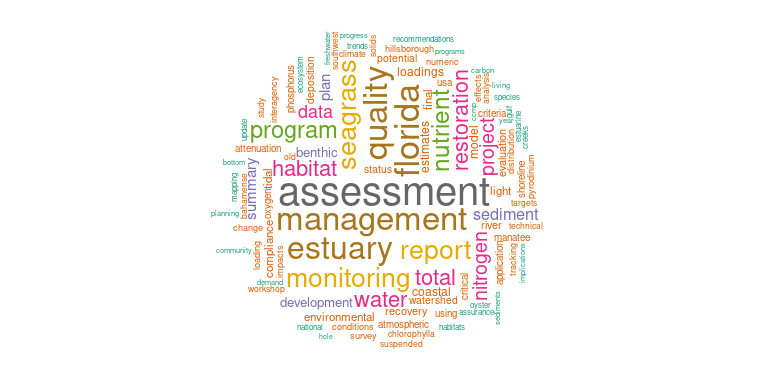 progress
recommendations
trends
solids
hillsborough
programs
freshwater
southwest
climate
potential
numeric
ecosystem
deposition
plan
seagrass
quality
florida
loadings
usa
carbon
living
phosphorus
interagency
study
data
final
nutrient
restoration
effects
analysis
species
criteria
comp
gulf
year
estuarine
creeks
update
program
attenuation
old
benthic
status
estimates
model
project
evaluation
distribution
bottom
habitat
summary
tidal
oxygen
mapping
bahamense
assessment
light
shoreline
pyrodinium
targets
planning
management
sediment
river
technical
change
estuary
report
manatee
community
compliance
loading
impacts
nitrogen
application
tracking
implications
demand
workshop
monitoring
total
critical
development
water
coastal
watershed
oyster
assurance
sediments
environmental
recovery
using
national
conditions
atmospheric
habitats
hole
survey
chlorophylla
suspended